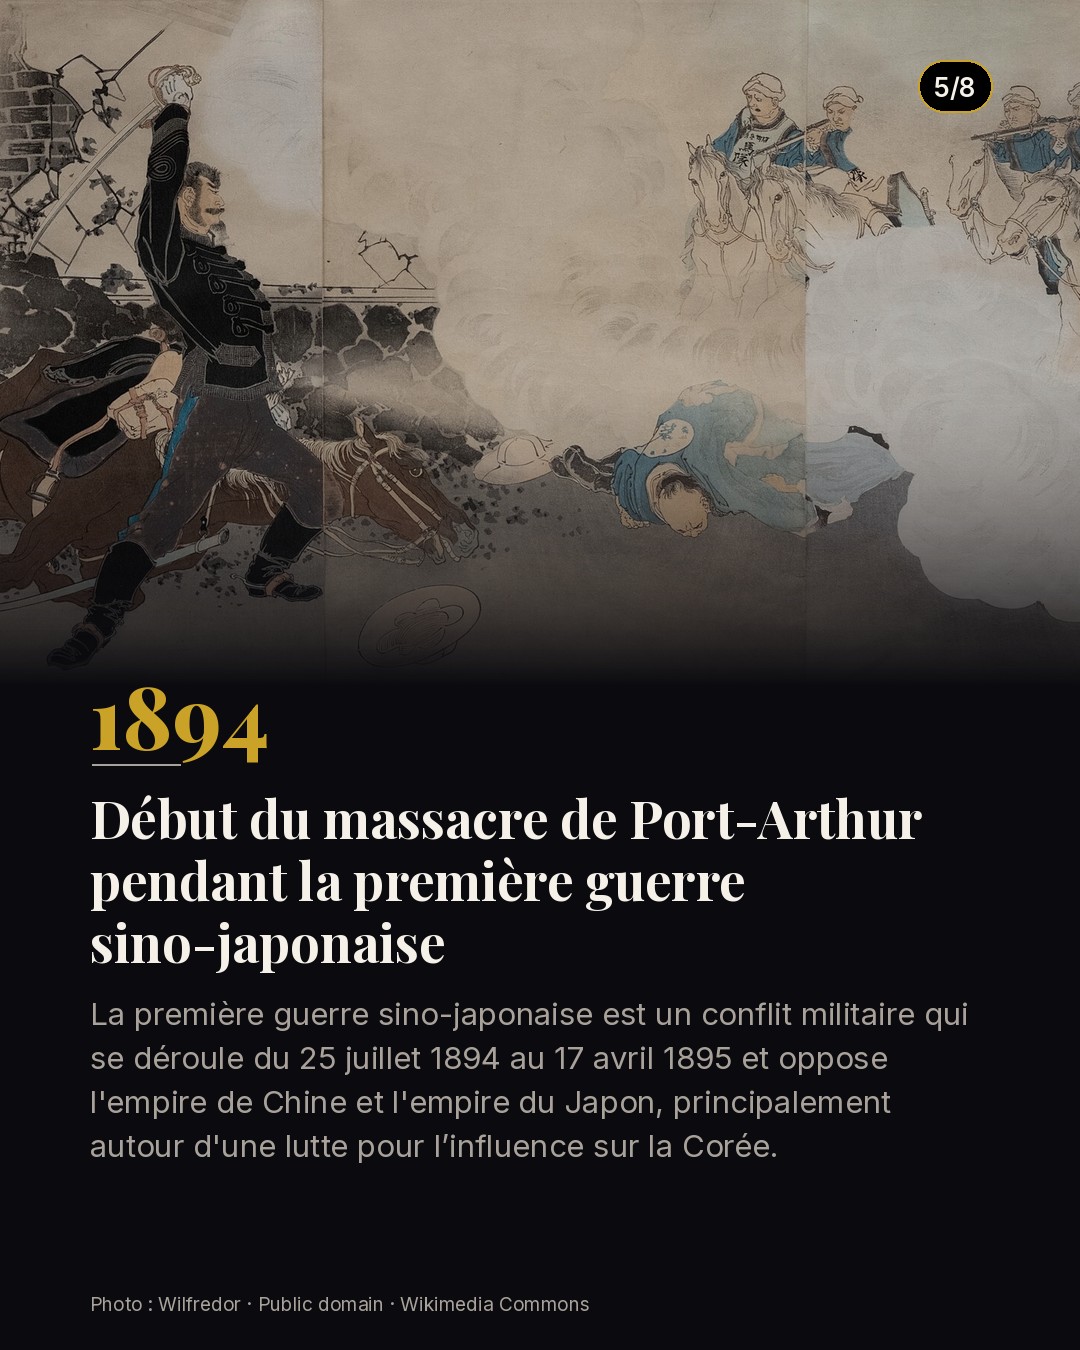 5/8
1894
Début du massacre de Port-Arthur
pendant la première guerre
sino-japonaise
La première guerre sino-japonaise est un conflit militaire qui
se déroule du 25 juillet 1894 au 17 avril 1895 et oppose
l'empire de Chine et l'empire du Japon, principalement
autour d'une lutte pour l’influence sur la Corée.
Photo : Wilfredor · Public domain · Wikimedia Commons